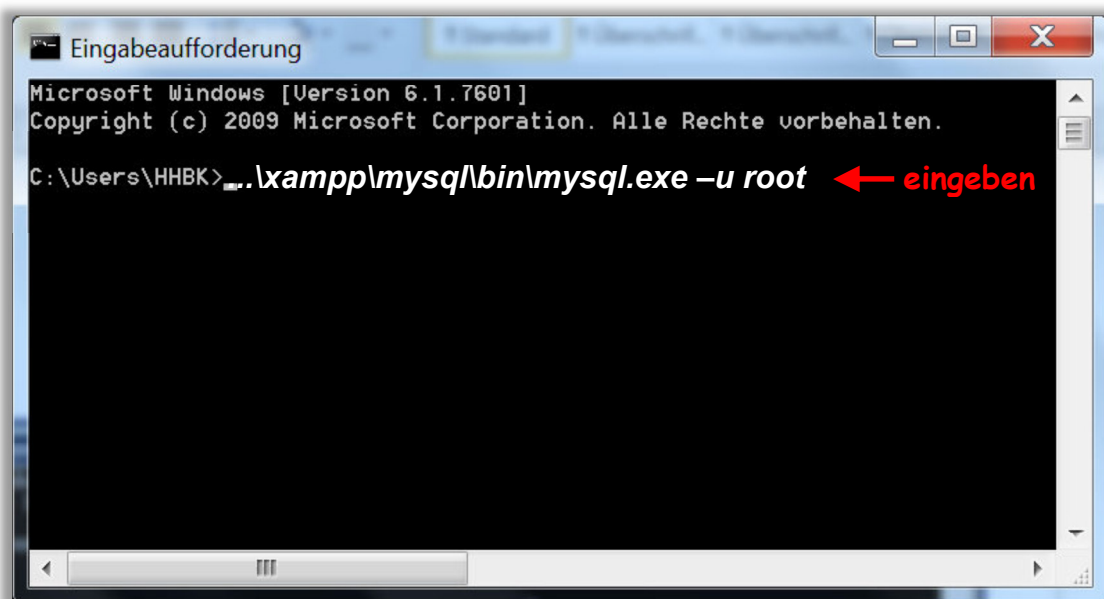 Eingabeaufforderung
Microsoft Windows [Version 6.1.7601]
Copyright (c) 2009 Microsoft Corporation. Alle Rechte vorbehalten.
C:\Users\HHBK>...\xampp\mysql\bin\mysql.exe –u root eingeben